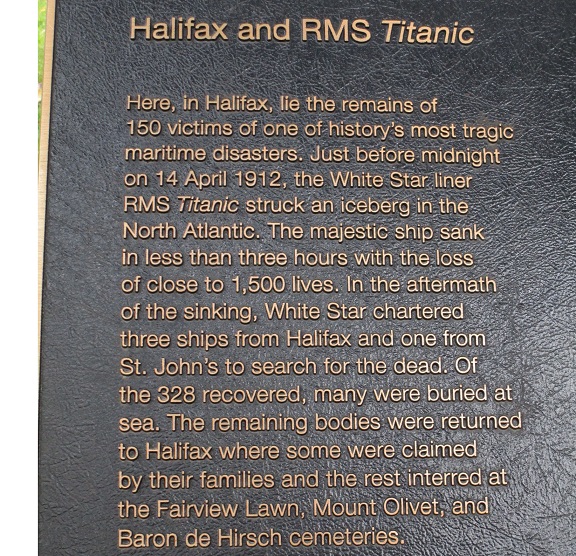 Halifax and RMS Titanic
Here, in Halifax, lie the remains of
150 victims of one of history's most tragic
maritime disasters. Just before midnight
on 14 April 1912, the White Star liner
RMS Titanic struck an iceberg in the
North Atlantic. The majestic ship sank
in less than three hours with the loss
of close to 1,500 lives. In the aftermath
of the sinking, White Star chartered
three ships from Halifax and one from
St. John's to search for the dead. Of
the 328 recovered, many were buried at
sea. The remaining bodies were returned
to Halifax where some were claimed
by their families and the rest interred at
the Fairview Lawn, Mount Olivet, and
Baron de Hirsch cemeteries.